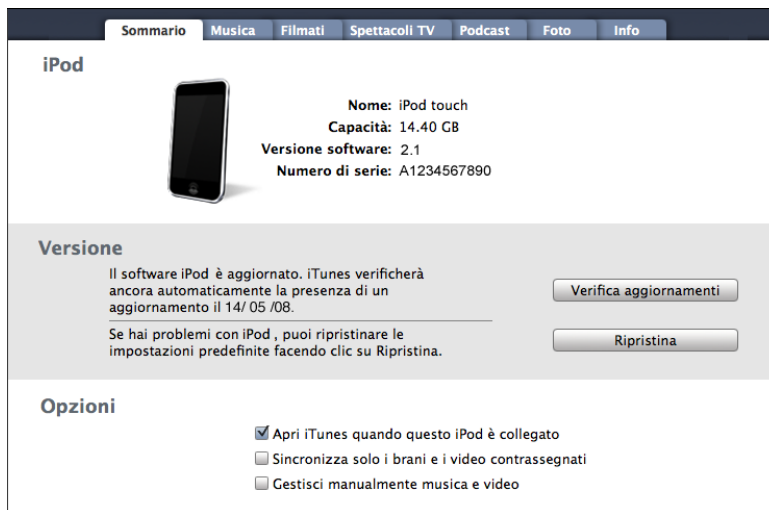 Sommario Musica Filmati Spettacoli TV Podcast Foto Info
iPod
Nome: iPod touch
Capacità: 14.40 GB
Versione software: 2.1
Numero di serie: A1234567890
Versione
Il software iPod è aggiornato. iTunes verificherà
ancora automaticamente la presenza di un
aggiornamento il 14/ 05 /08.
Verifica aggiornamenti
Se hai problemi con iPod , puoi ripristinare le
impostazioni predefinite facendo clic su Ripristina.
Ripristina
Opzioni
Apri iTunes quando questo iPod è collegato
Sincronizza solo i brani e i video contrassegnati
Gestisci manualmente musica e video